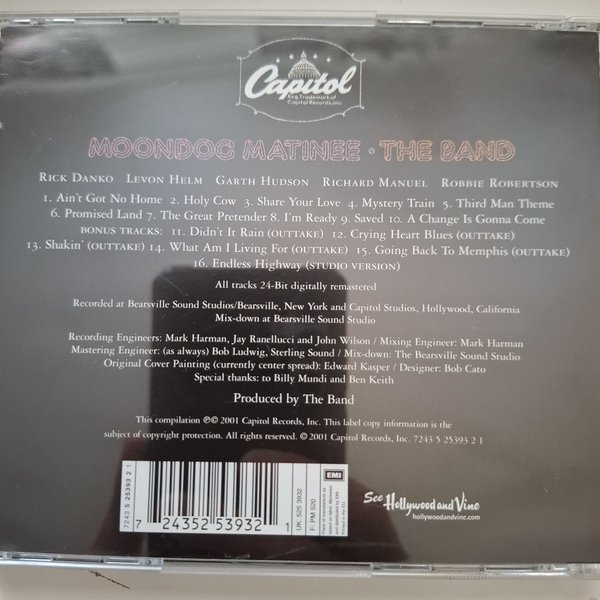 Capitol
Reg. Trademark of
Capitol Records, Inc.
MOONDOG MATINEE • THE BAND
RICK DANKO LEVON HELM GARTH HUDSON RICHARD MANUEL ROBBIE ROBERTSON
1. Ain't Got No Home 2. Holy Cow 3. Share Your Love 4. Mystery Train 5. Third Man Theme
6. Promised Land 7. The Great Pretender 8. I'm Ready 9. Saved 10. A Change Is Gonna Come
BONUS TRACKS: 11. Didn't It Rain (OUTTAKE) 12. Crying Heart Blues (OUTTAKE)
13. Shakin' (OUTTAKE) 14. What Am I Living For (OUTTAKE) 15. Going Back To Memphis (OUTTAKE)
16. Endless Highway (STUDIO VERSION)
All tracks 24-Bit digitally remastered
Recorded at Bearsville Sound Studios/Bearsville, New York and Capitol Studios, Hollywood, California
Mix-down at Bearsville Sound Studio
Recording Engineers: Mark Harman, Jay Ranellucci and John Wilson / Mixing Engineer: Mark Harman
Mastering Engineer: (as always) Bob Ludwig, Sterling Sound / Mix-down: The Bearsville Sound Studio
Original Cover Painting (currently center spread): Edward Kasper / Designer: Bob Cato
Special thanks: to Billy Mundi and Ben Keith
Produced by The Band
This compilation ℗© 2001 Capitol Records, Inc. This label copy information is the
subject of copyright protection. All rights reserved. © 2001 Capitol Records, Inc. 7243 5 25393 2 1
7243 5 25393 2 1
7 24352 53932 1
UK: 525 3932
F: PM 520
EMI
See Hollywood and Vine
hollywoodandvine.com